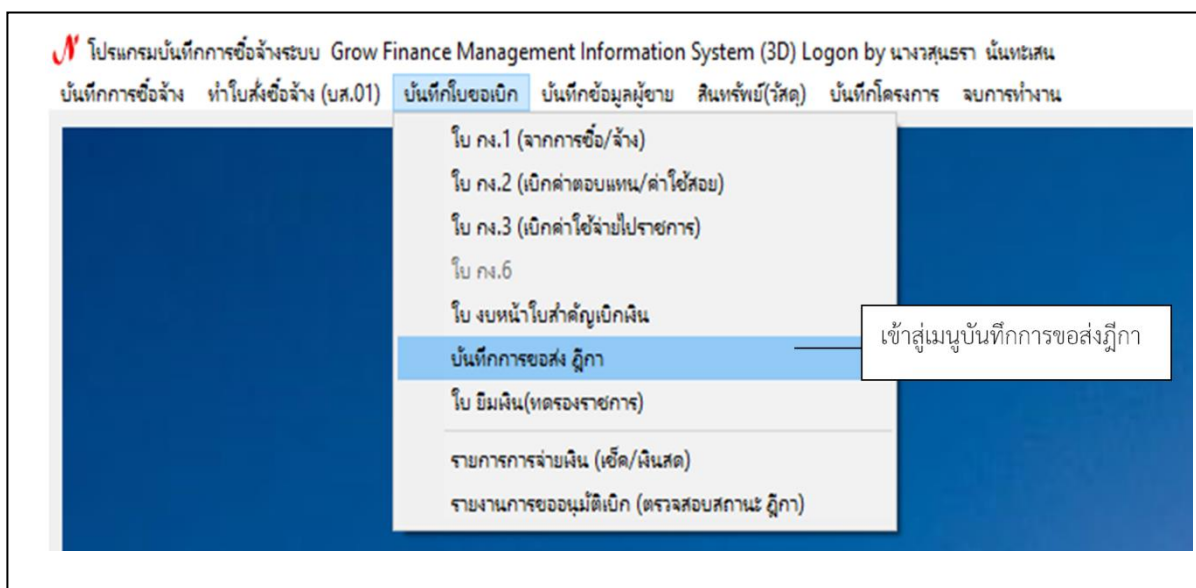 N โปรแกรมบันทึกการซื่อจ้างระบบ Grow Finance Management Information System (3D) Logon by นางวสุนธรา นั่นทะเสน
บันทึกการซื่อจ้าง ทำใบสั่งซื่อจ้าง (บส.01) บันทึกใบขอเบิก บันทึกข้อมูลผู้ขาย สินทรัพย์(วัสดุ) บันทึกโครงการ จบการทำงาน
ใบ กง.1 (จากการซื้อ/จ้าง)
ใบ กง.2 (เบิกค่าตอบแทน/ค่าใช้สอย)
ใบ กง.3 (เบิกค่าใช้จ่ายไปราชการ)
ใบ กง.6
ใบ งบหน้าใบสำคัญเบิกเงิน
บันทึกการขอส่ง ฎีกา
เข้าสู่เมนูบันทึกการขอส่งฎีกา
ใบ ยืมเงิน(ทดรองราชการ)
รายการการจ่ายเงิน (เช็ค/เงินสด)
รายงานการขออนุมัติเบิก (ตรวจสอบสถานะ ฎีกา)